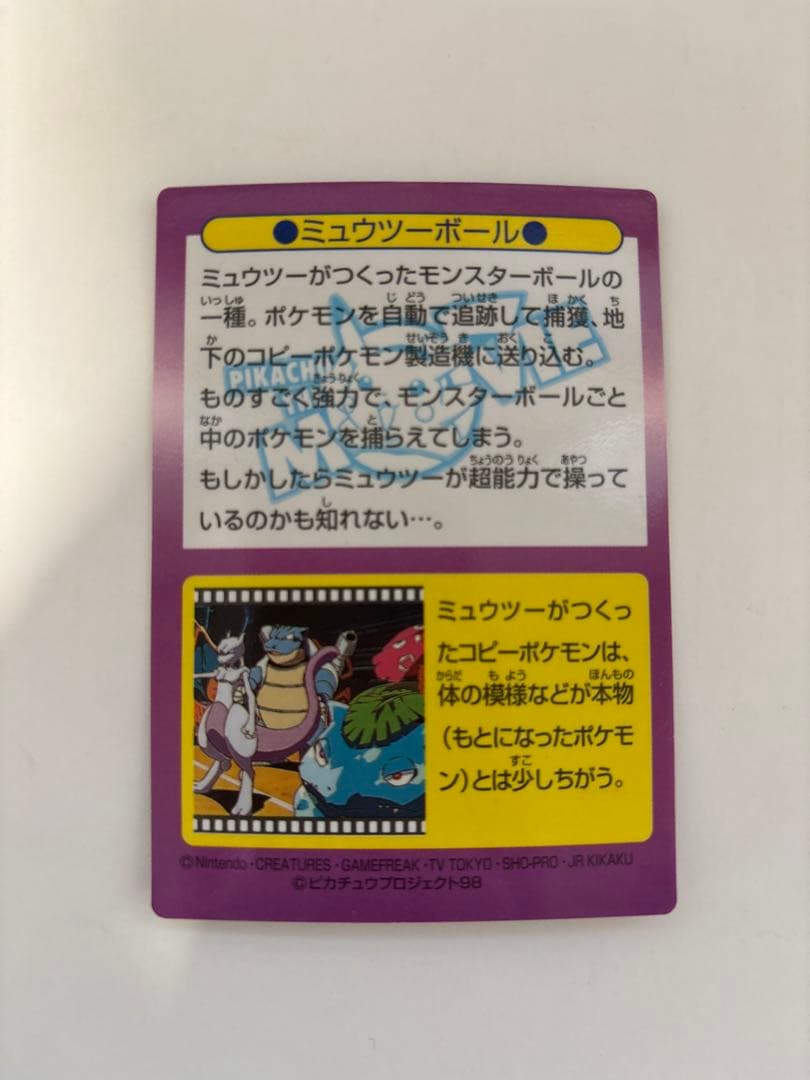 ●ミュウツーボール●
ミュウツーがつくったモンスターボールの
一種。ポケモンを自動で追跡して捕獲、地
下のコピーポケモン製造機に送り込む。
ものすごく強力で、モンスターボールごと
中のポケモンを捕らえてしまう。
もしかしたらミュウツーが超能力で操って
いるのかも知れない…。
PIKACHU
THE
MOVIE
ミュウツーがつくっ
たコピーポケモンは、
体の模様などが本物
(もとになったポケモ
ン)とは少しちがう。
©Nintendo・CREATURES・GAMEFREAK・TV TOKYO・SHO-PRO・JR KIKAKU
©ピカチュウプロジェクト98